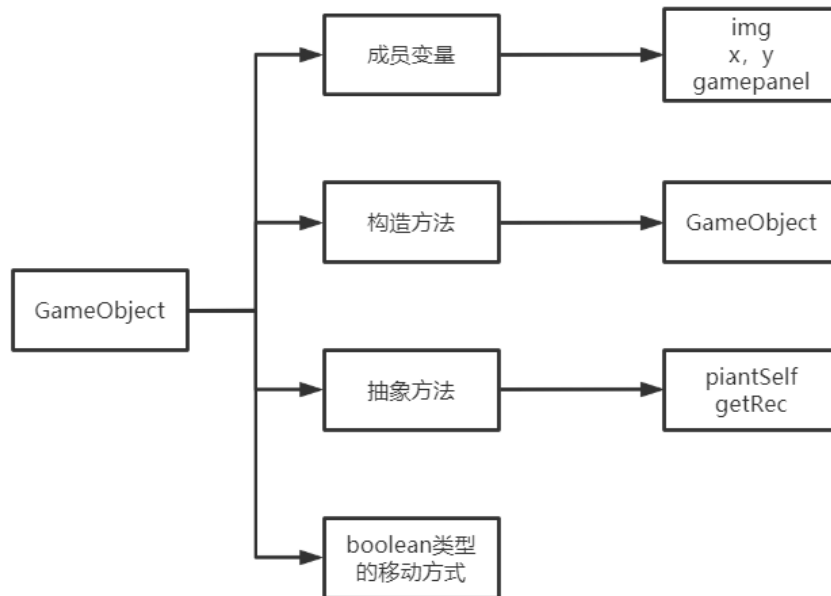 成员变量
img
x，y
gamepanel
构造方法
GameObject
GameObject
抽象方法
piantSelf
getRec
boolean类型
的移动方式